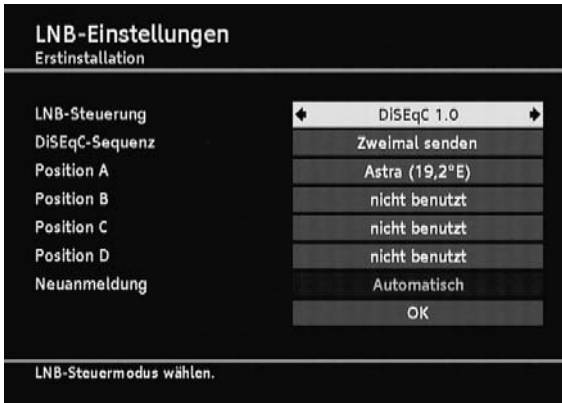 LNB-Einstellungen
Erstinstallation
LNB-Steuerung DiSEqC 1.0
DiSEqC-Sequenz Zweimal senden
Position A Astra (19,2°E)
Position B nicht benutzt
Position C nicht benutzt
Position D nicht benutzt
Neuanmeldung Automatisch
OK
LNB-Steuermodus wählen.